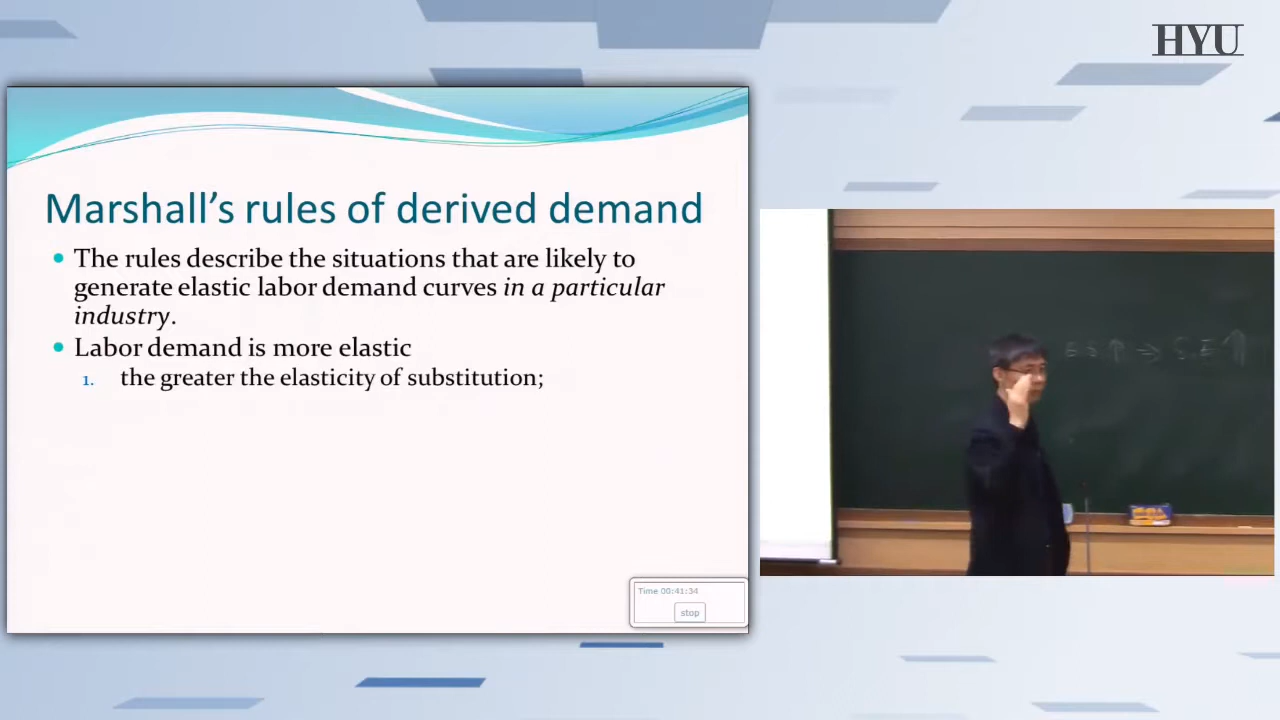 HYU
Marshall's rules of derived demand
The rules describe the situations that are likely to
generate elastic labor demand curves in a particular
industry.
Labor demand is more elastic
1. the greater the elasticity of substitution;
E.S ↑ → S.E ↑
Time 00:41:34
stop